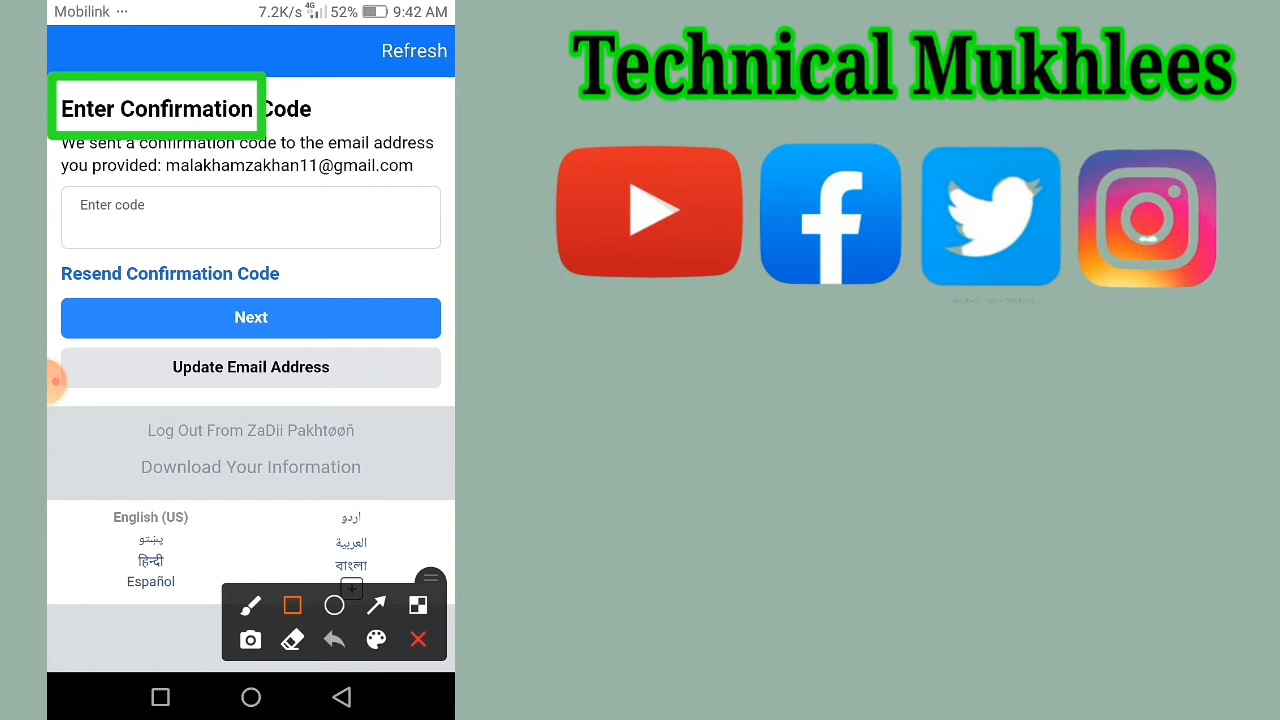 Mobilink ... 7.2K/s 4G 52% 9:42 AM
Refresh
Enter Confirmation Code
We sent a confirmation code to the email address
you provided: malakhamzakhan11@gmail.com
Enter code
Resend Confirmation Code
Next
Update Email Address
Log Out From ZaDii Pakhtøøň
Download Your Information
English (US)
اردو
پښتو
العربية
हिन्दी
বাংলা
Español
Technical Mukhlees